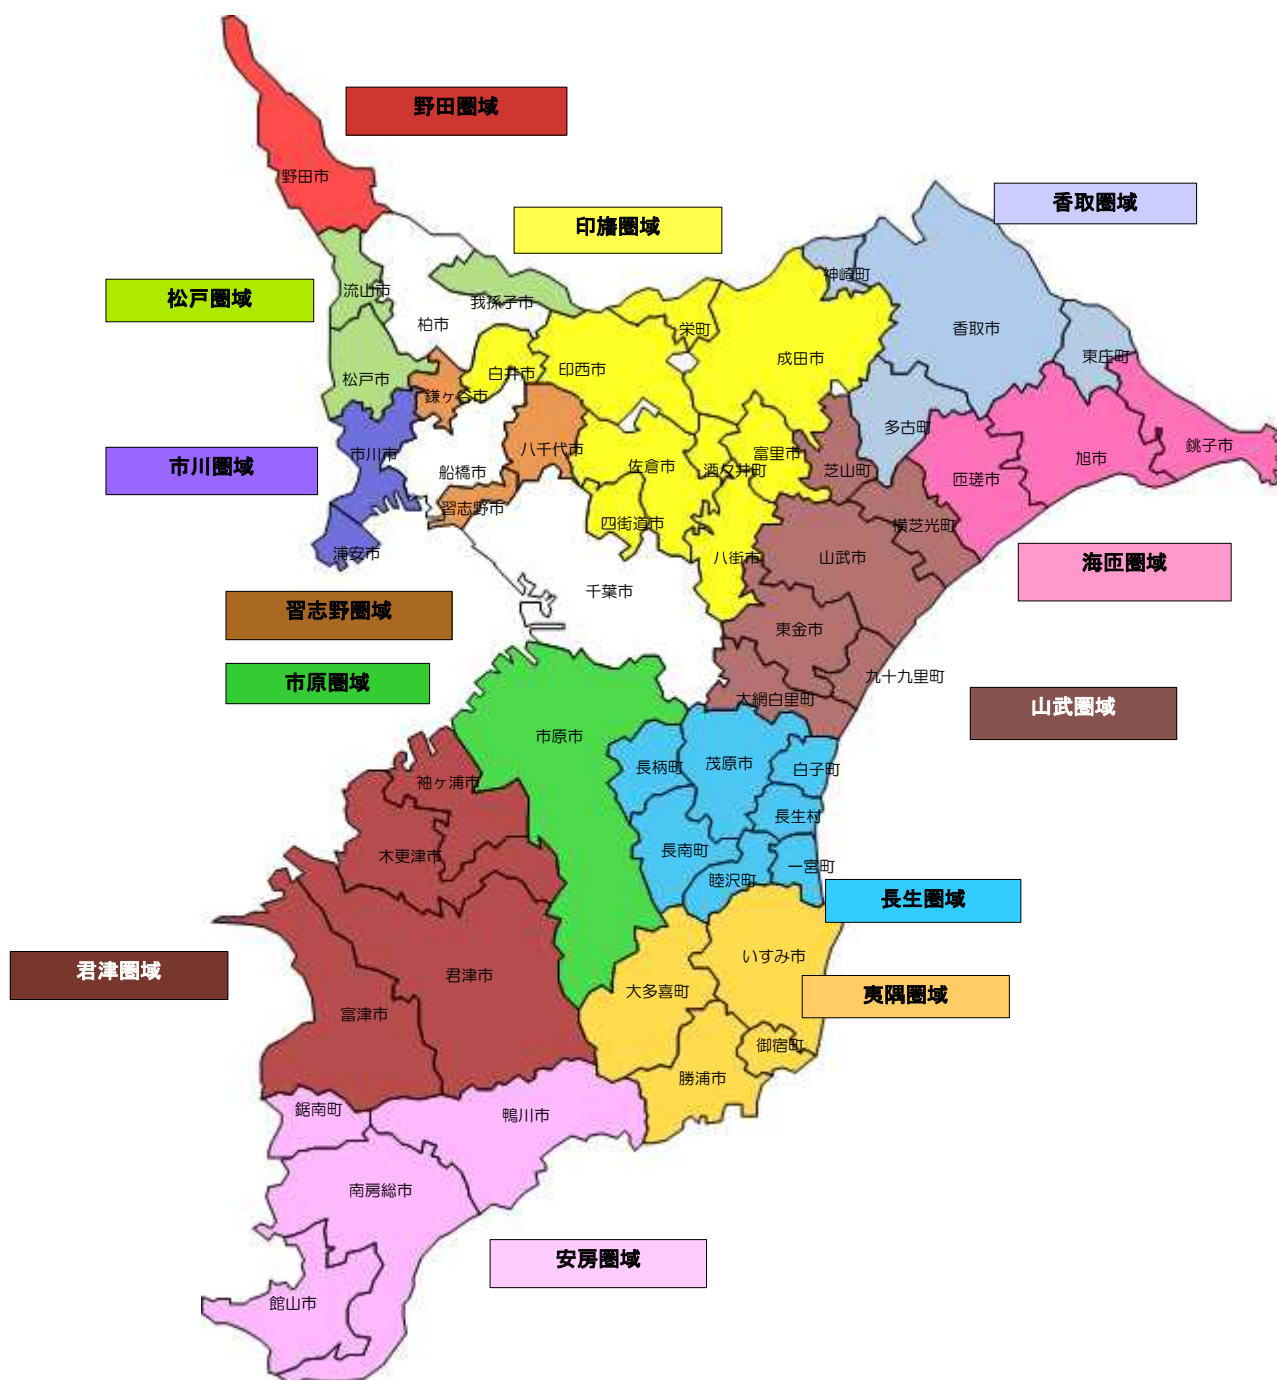 野田圏域
野田市
香取圏域
印旛圏域
神崎町
松戸圏域
流山市
我孫子市
柏市
栄町
香取市
成田市
東庄町
松戸市
白井市
印西市
鎌ヶ谷市
多古町
銚子市
市川圏域
市川市
船橋市
八千代市
佐倉市
酒々井町
富里市
芝山町
匝瑳市
旭市
習志野市
四街道市
横芝光町
浦安市
八街市
山武市
海匝圏域
千葉市
習志野圏域
東金市
市原圏域
九十九里町
大網白里町
山武圏域
市原市
長柄町
茂原市
白子町
袖ヶ浦市
長生村
木更津市
長南町
睦沢町
一宮町
長生圏域
君津圏域
君津市
いすみ市
大多喜町
夷隅圏域
富津市
御宿町
勝浦市
鋸南町
鴨川市
南房総市
安房圏域
館山市